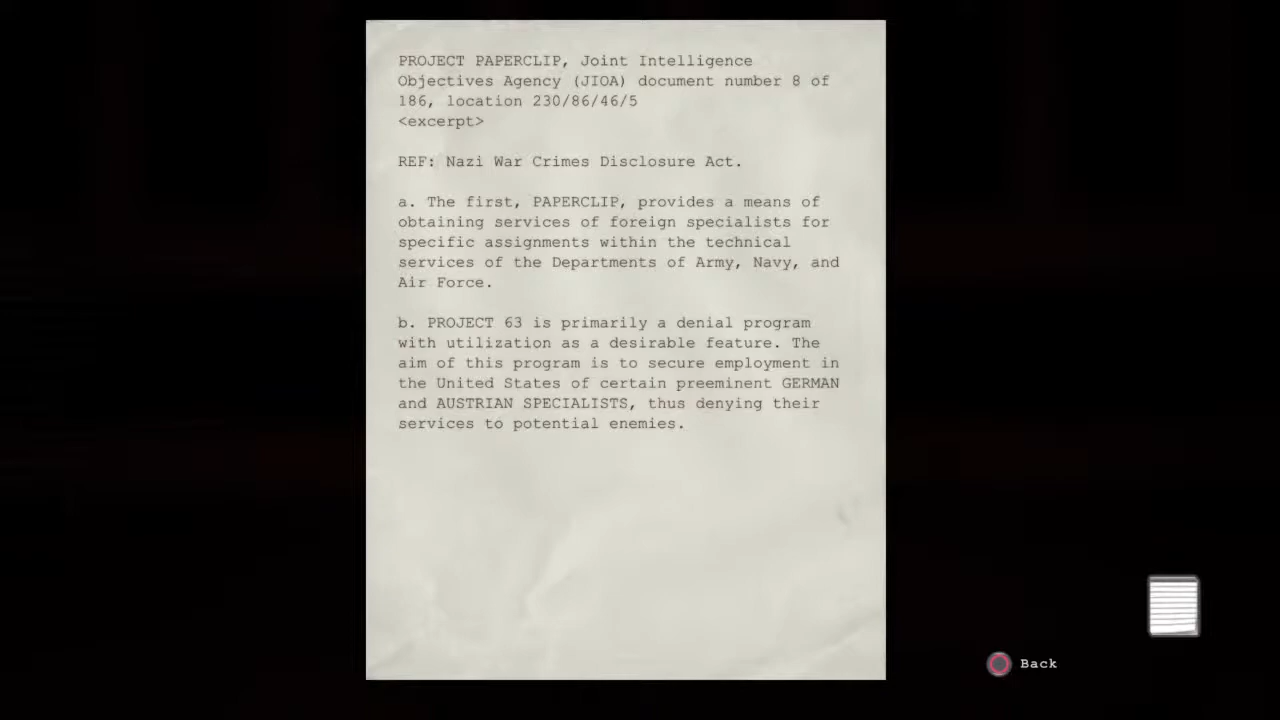 PROJECT PAPERCLIP, Joint Intelligence
Objectives Agency (JIOA) document number 8 of
186, location 230/86/46/5
<excerpt>
REF: Nazi War Crimes Disclosure Act.
a. The first, PAPERCLIP, provides a means of
obtaining services of foreign specialists for
specific assignments within the technical
services of the Departments of Army, Navy, and
Air Force.
b. PROJECT 63 is primarily a denial program
with utilization as a desirable feature. The
aim of this program is to secure employment in
the United States of certain preeminent GERMAN
and AUSTRIAN SPECIALISTS, thus denying their
services to potential enemies.
Back